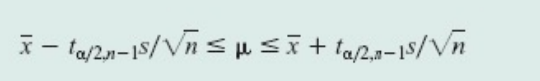 x̄ − t_{α/2,n−1}s/√n ≤ μ ≤ x̄ + t_{α/2,n−1}s/√n